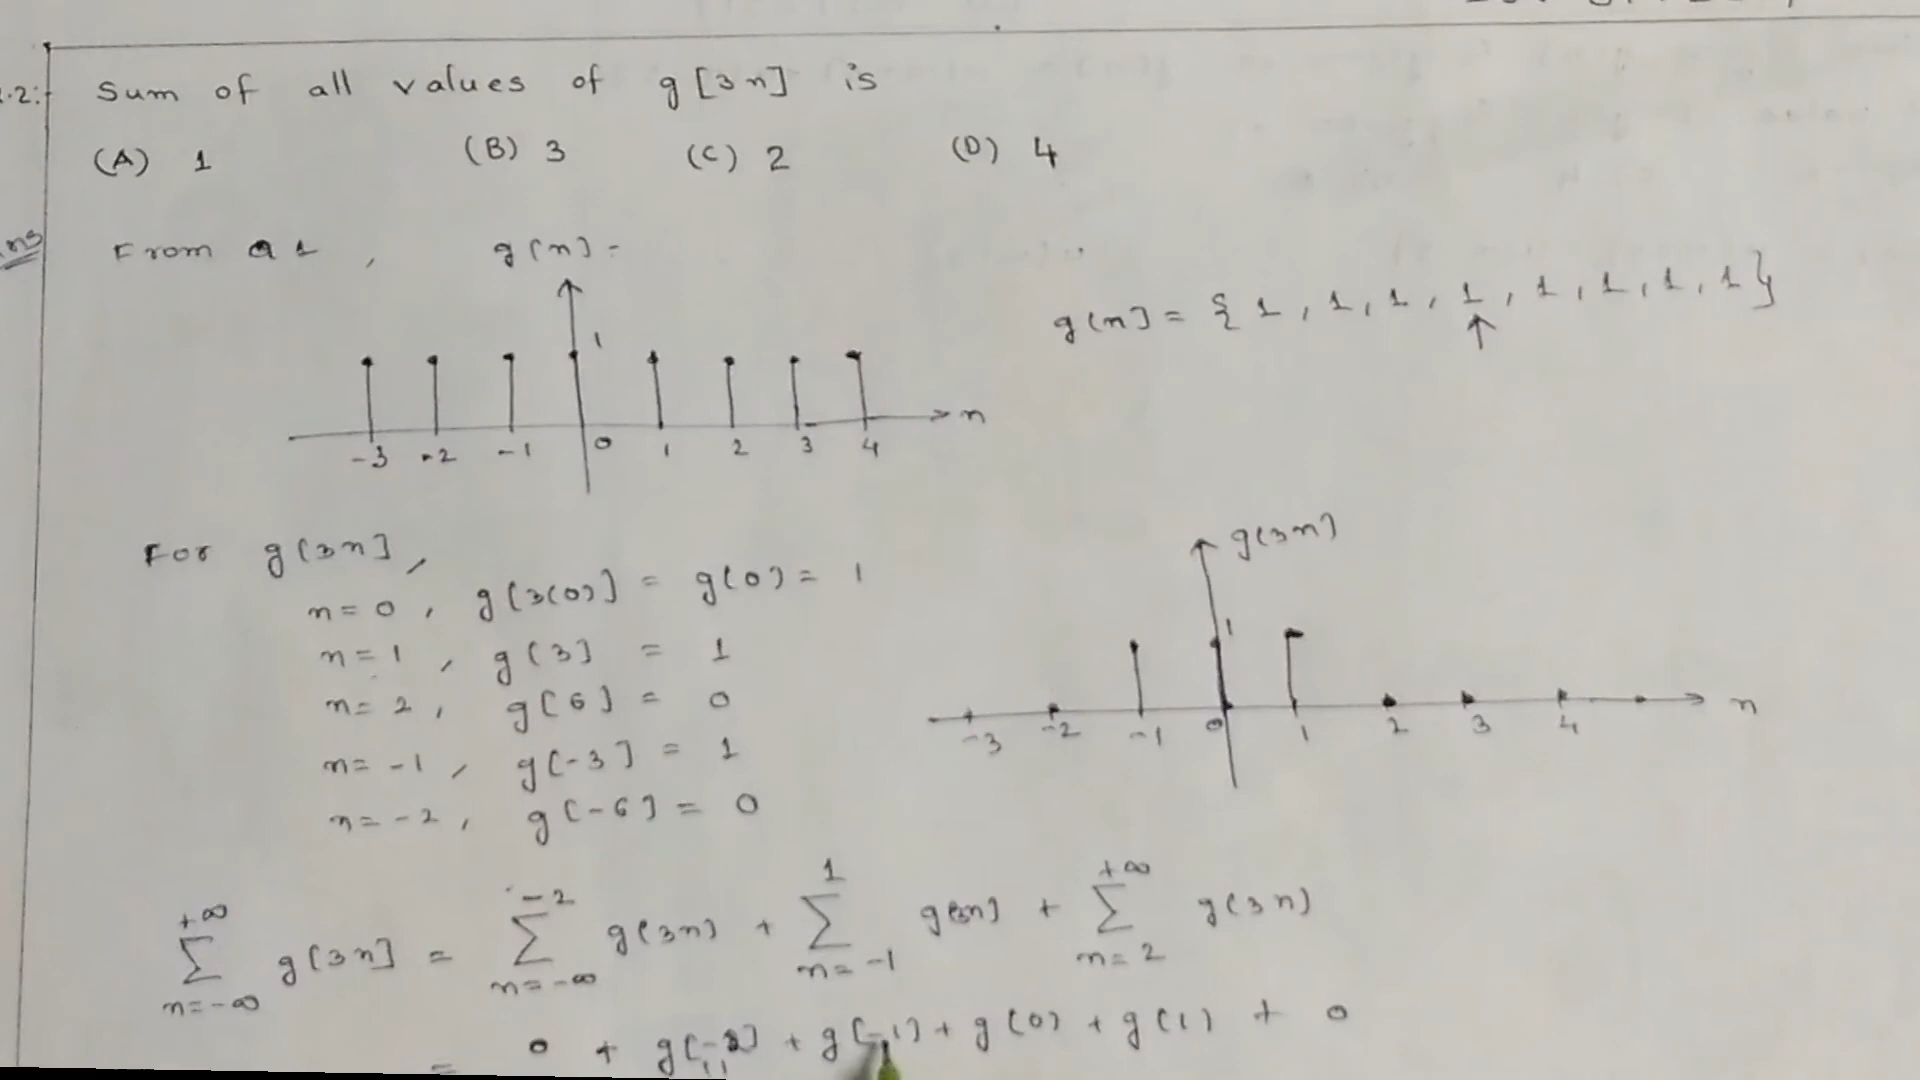 .2:- Sum of all values of g[3n] is
(A) 1 (B) 3 (C) 2 (D) 4
Ans From Q1, g[n] =
g[n] = {1, 1, 1, 1, 1, 1, 1, 1}
↑
1
-3 -2 -1 0 1 2 3 4 n
For g[3n],
n=0, g[3(0)] = g[0] = 1
n=1, g[3] = 1
n=2, g[6] = 0
n=-1, g[-3] = 1
n=-2, g[-6] = 0
g[3n]
1
-3 -2 -1 0 1 2 3 4 n
+∞ Σ n=-∞ g[3n] = -2 Σ n=-∞ g[3n] + 1 Σ n=-1 g[3n] + +∞ Σ n=2 g[3n]
= 0 + + g[-1] + g[0] + g[1] + 0